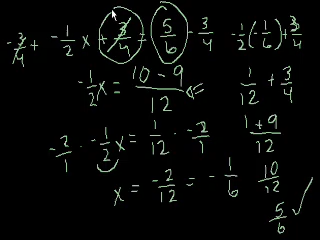 -3/4 + -1/2 x + 3/4 = 5/6 - 3/4
-1/2 x = (10 - 9)/12
-2/1 · -1/2 x = 1/12 · -2/1
x = -2/12 = -1/6
-1/2(-1/6) + 3/4
1/12 + 3/4
(1 + 9)/12
10/12
5/6 ✓